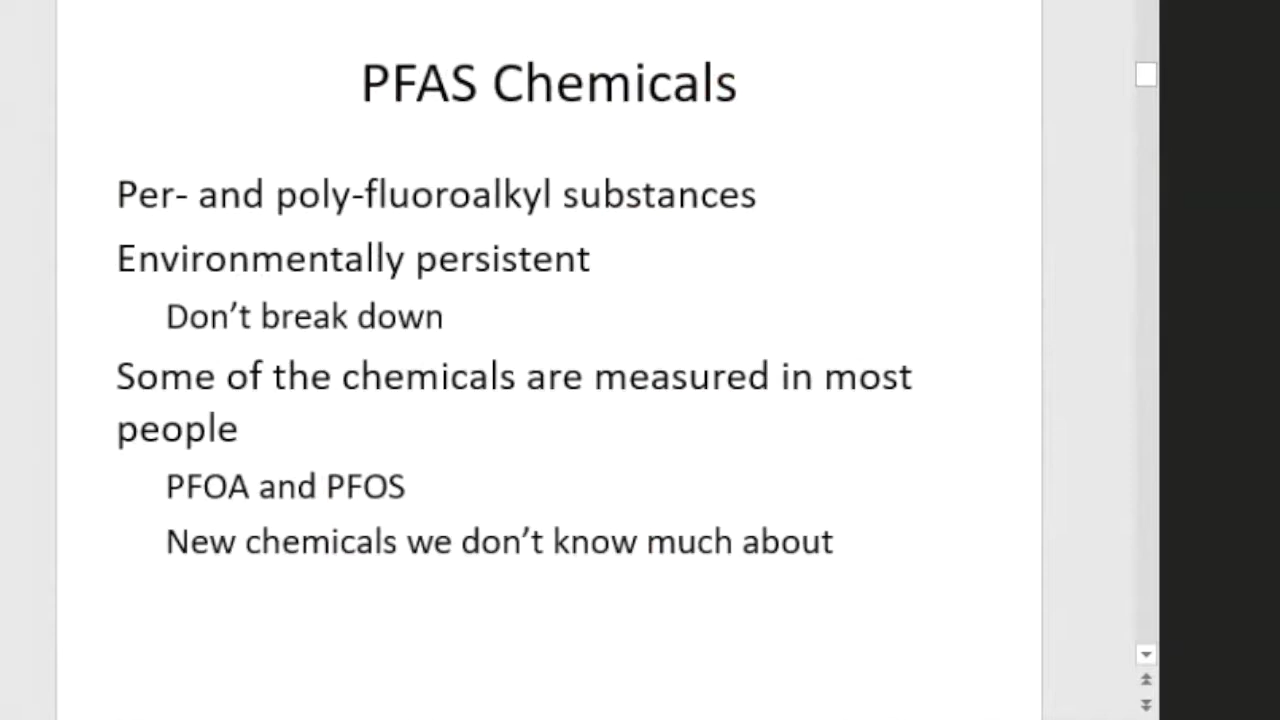 PFAS Chemicals
Per- and poly-fluoroalkyl substances
Environmentally persistent
Don’t break down
Some of the chemicals are measured in most
people
PFOA and PFOS
New chemicals we don’t know much about